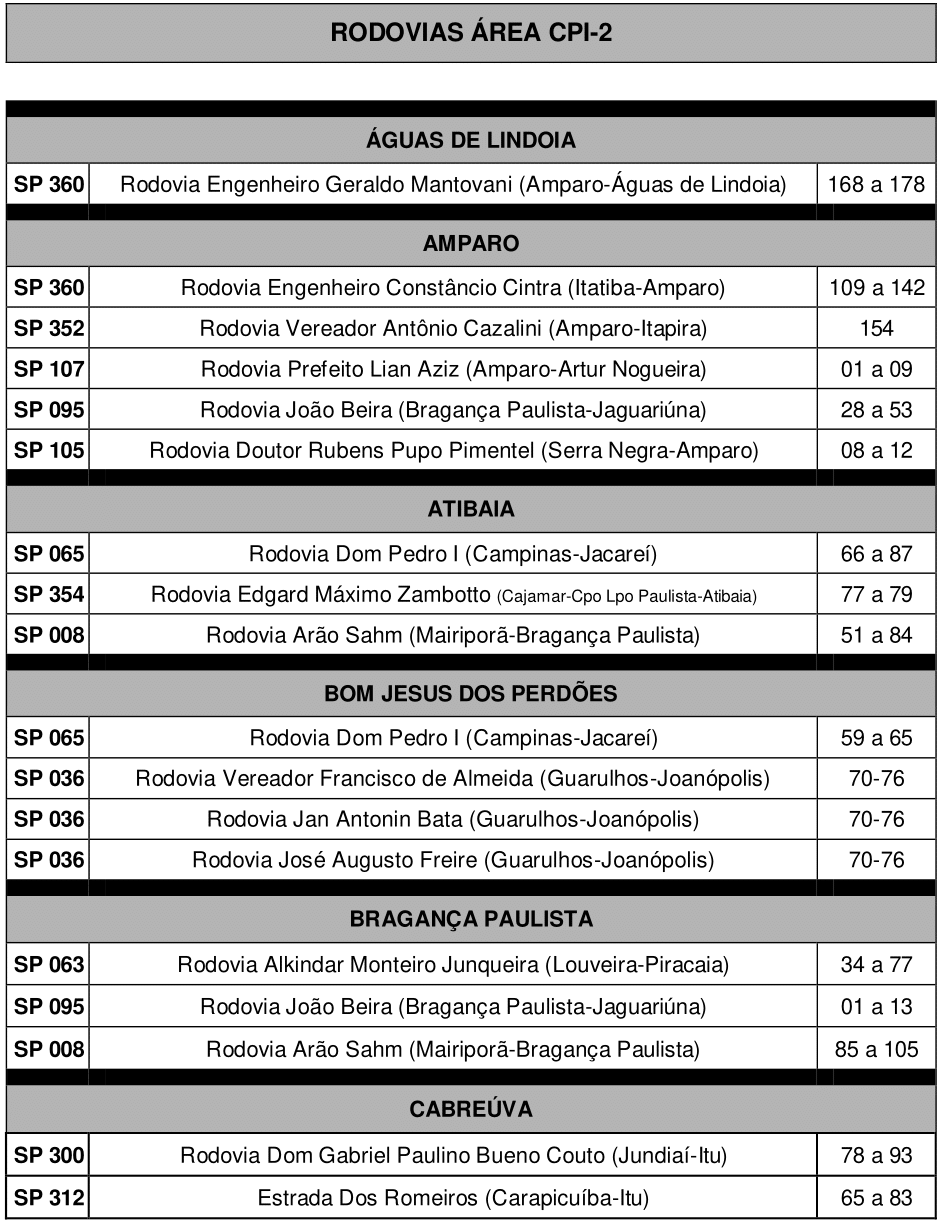 RODOVIAS ÁREA CPI-2
ÁGUAS DE LINDOIA
SP 360 Rodovia Engenheiro Geraldo Mantovani (Amparo-Águas de Lindoia) 168 a 178
AMPARO
SP 360 Rodovia Engenheiro Constâncio Cintra (Itatiba-Amparo) 109 a 142
SP 352 Rodovia Vereador Antônio Cazalini (Amparo-Itapira) 154
SP 107 Rodovia Prefeito Lian Aziz (Amparo-Artur Nogueira) 01 a 09
SP 095 Rodovia João Beira (Bragança Paulista-Jaguariúna) 28 a 53
SP 105 Rodovia Doutor Rubens Pupo Pimentel (Serra Negra-Amparo) 08 a 12
ATIBAIA
SP 065 Rodovia Dom Pedro I (Campinas-Jacareí) 66 a 87
SP 354 Rodovia Edgard Máximo Zambotto (Cajamar-Cpo Lpo Paulista-Atibaia) 77 a 79
SP 008 Rodovia Arão Sahm (Mairiporã-Bragança Paulista) 51 a 84
BOM JESUS DOS PERDÕES
SP 065 Rodovia Dom Pedro I (Campinas-Jacareí) 59 a 65
SP 036 Rodovia Vereador Francisco de Almeida (Guarulhos-Joanópolis) 70-76
SP 036 Rodovia Jan Antonin Bata (Guarulhos-Joanópolis) 70-76
SP 036 Rodovia José Augusto Freire (Guarulhos-Joanópolis) 70-76
BRAGANÇA PAULISTA
SP 063 Rodovia Alkindar Monteiro Junqueira (Louveira-Piracaia) 34 a 77
SP 095 Rodovia João Beira (Bragança Paulista-Jaguariúna) 01 a 13
SP 008 Rodovia Arão Sahm (Mairiporã-Bragança Paulista) 85 a 105
CABREÚVA
SP 300 Rodovia Dom Gabriel Paulino Bueno Couto (Jundiaí-Itu) 78 a 93
SP 312 Estrada Dos Romeiros (Carapicuíba-Itu) 65 a 83